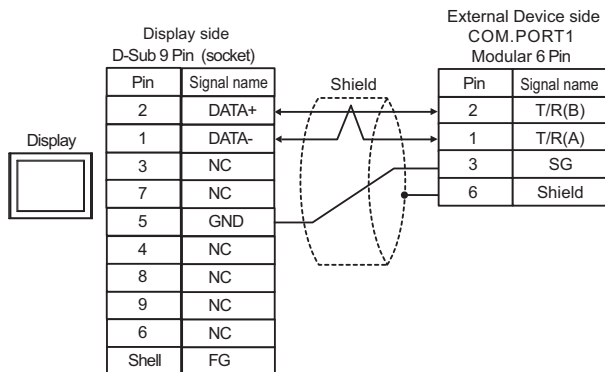 Display side
D-Sub 9 Pin (socket)
External Device side
COM.PORT1
Modular 6 Pin
Display
Shield
Pin Signal name
2 DATA+
1 DATA-
3 NC
7 NC
5 GND
4 NC
8 NC
9 NC
6 NC
Shell FG
Pin Signal name
2 T/R(B)
1 T/R(A)
3 SG
6 Shield